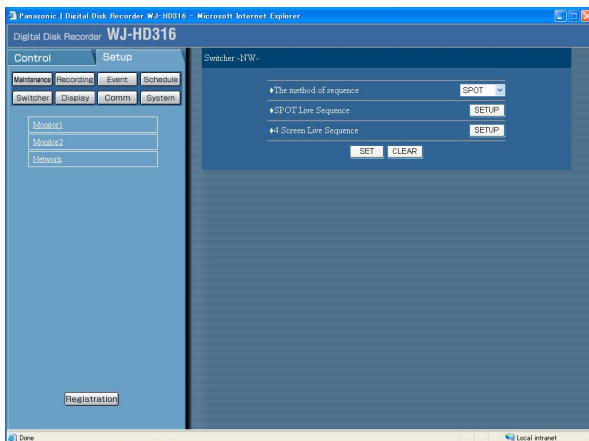 Panasonic | Digital Disk Recorder WJ-HD316 - Microsoft Internet Explorer
Digital Disk Recorder WJ-HD316
Control Setup
Maintenance Recording Event Schedule
Switcher Display Comm System
Monitor1
Monitor2
Network
Registration
Switcher -NW-
♦The method of sequence SPOT
♦SPOT Live Sequence SETUP
♦4 Screen Live Sequence SETUP
SET CLEAR
Done Local intranet